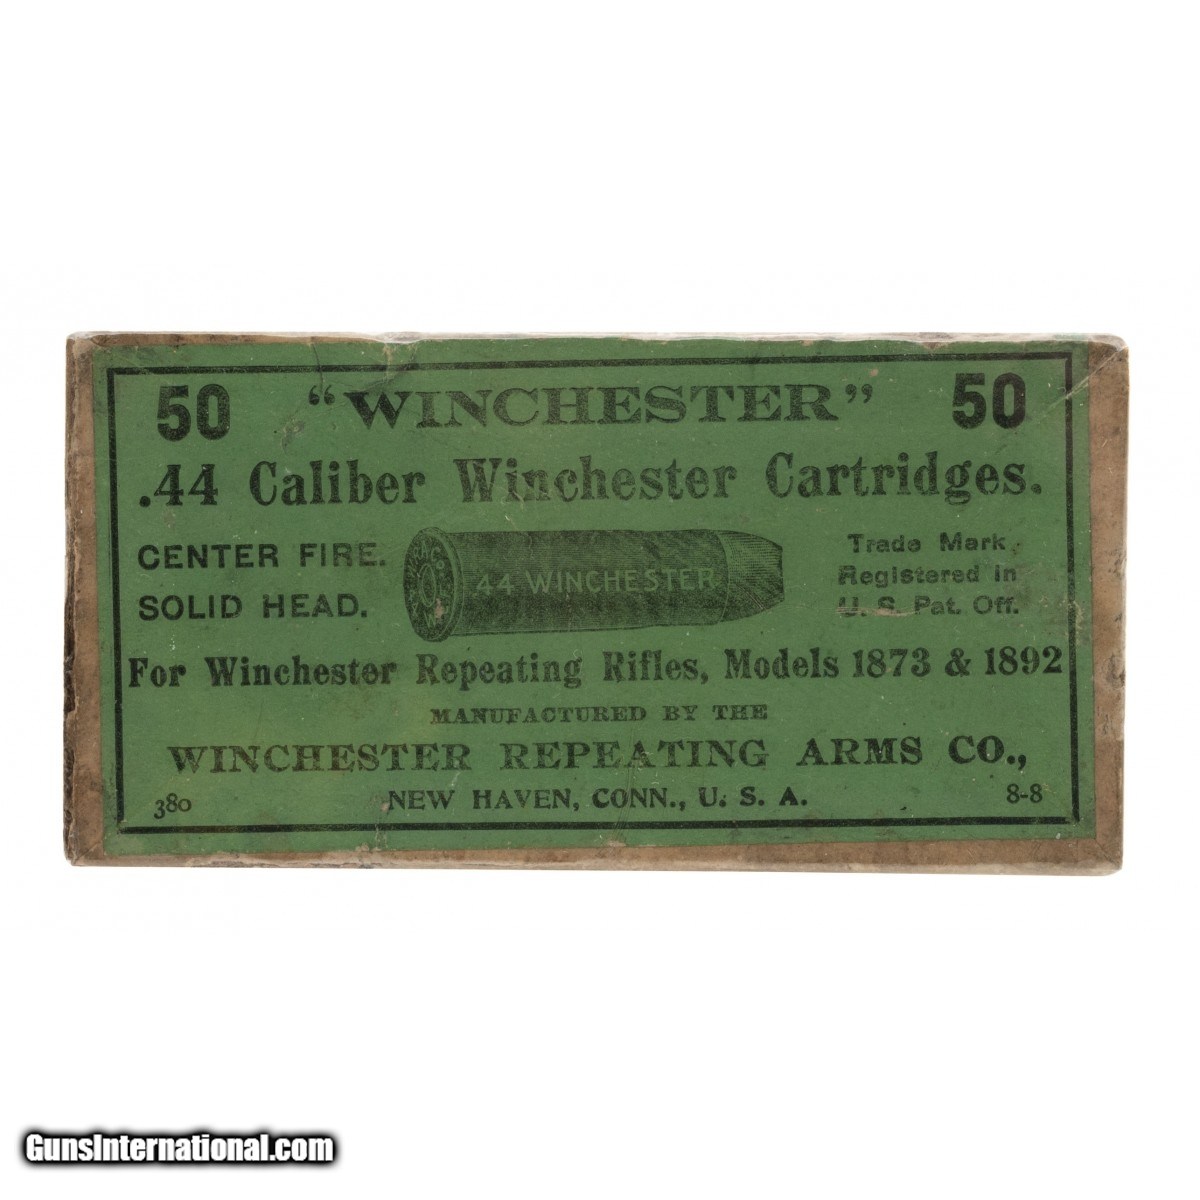 50 "WINCHESTER" 50
.44 Caliber Winchester Cartridges.
CENTER FIRE.
SOLID HEAD.
44 WINCHESTER
Trade Mark
Registered in
U. S. Pat. Off.
For Winchester Repeating Rifles, Models 1873 & 1892
MANUFACTURED BY THE
WINCHESTER REPEATING ARMS CO.,
NEW HAVEN, CONN., U. S. A.
380 8-8
GunsInternational.com